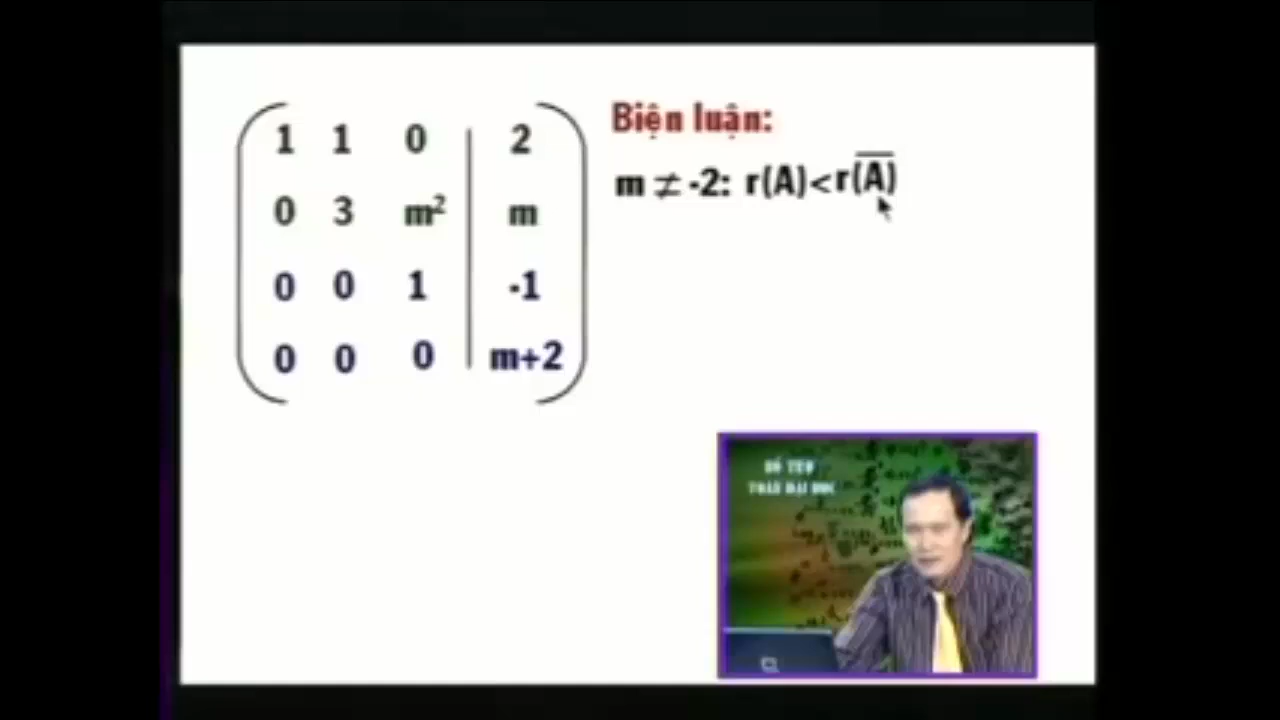 1 1 0 2
0 3 m² m
0 0 1 -1
0 0 0 m+2
Biện luận:
m ≠ -2: r(A)<r(A̅)